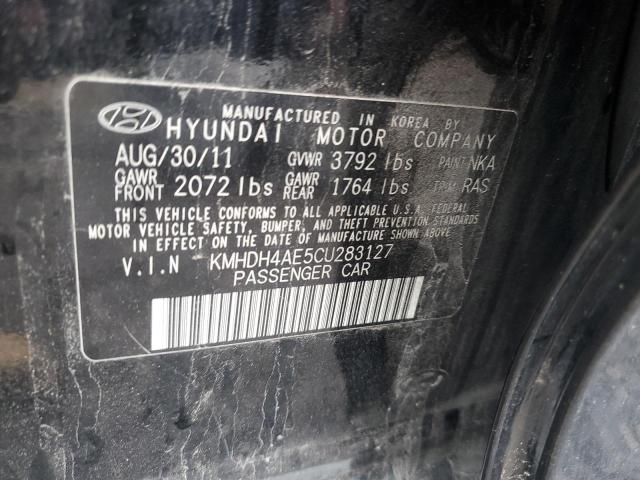 MANUFACTURED IN KOREA BY
HYUNDAI MOTOR COMPANY
AUG/30/11 GVWR 3792 lbs PAINT NKA
GAWR FRONT 2072 lbs GAWR REAR 1764 lbs TRIM RAS
THIS VEHICLE CONFORMS TO ALL APPLICABLE U.S.A. FEDERAL
MOTOR VEHICLE SAFETY, BUMPER, AND THEFT PREVENTION STANDARDS
IN EFFECT ON THE DATE OF MANUFACTURE SHOWN ABOVE.
V.I.N KMHDH4AE5CU283127
PASSENGER CAR